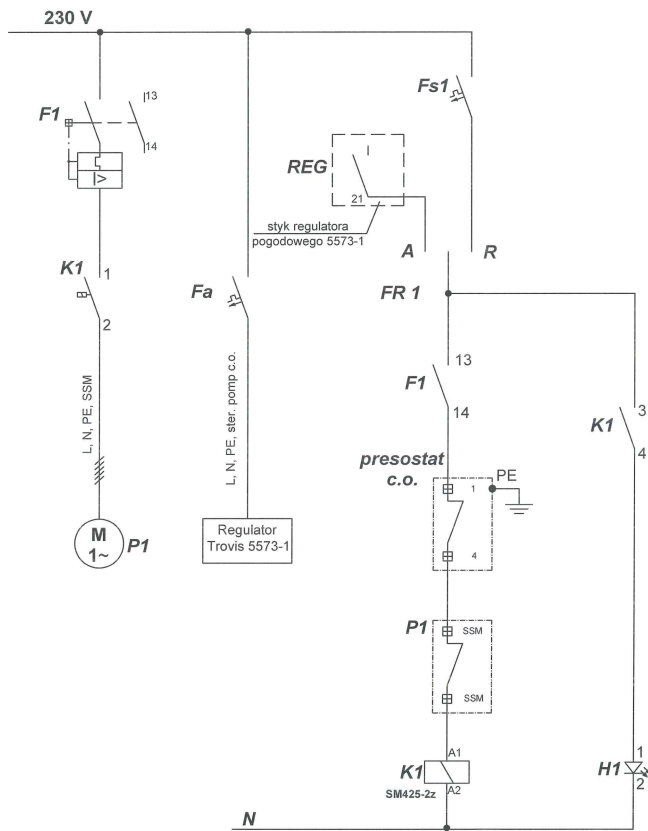 230 V
F1
13
14
I>
REG
21
styk regulatora
pogodowego 5573-1
Fs1
A
R
FR 1
K1
1
2
Fa
L, N, PE, SSM
L, N, PE, ster. pomp c.o.
M
1~
P1
Regulator
Trovis 5573-1
13
F1
14
K1
3
4
presostat
c.o.
1
PE
4
P1
SSM
SSM
K1
A1
A2
SM425-2z
H1
1
2
N